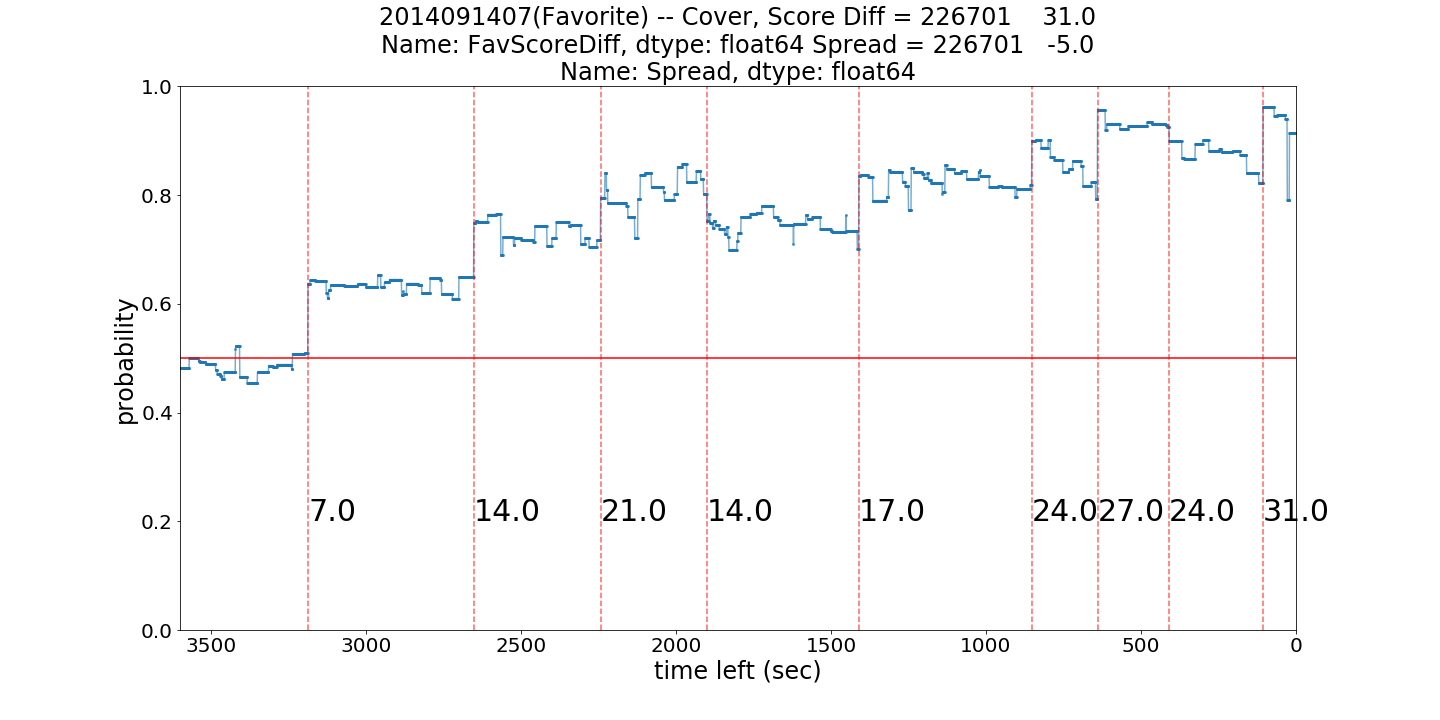 2014091407(Favorite) -- Cover, Score Diff = 226701    31.0
Name: FavScoreDiff, dtype: float64 Spread = 226701   -5.0
Name: Spread, dtype: float64
1.0
0.8
0.6
0.4
0.2
0.0
probability
7.0 14.0 21.0 14.0 17.0 24.0 27.0 24.0 31.0
3500 3000 2500 2000 1500 1000 500 0
time left (sec)